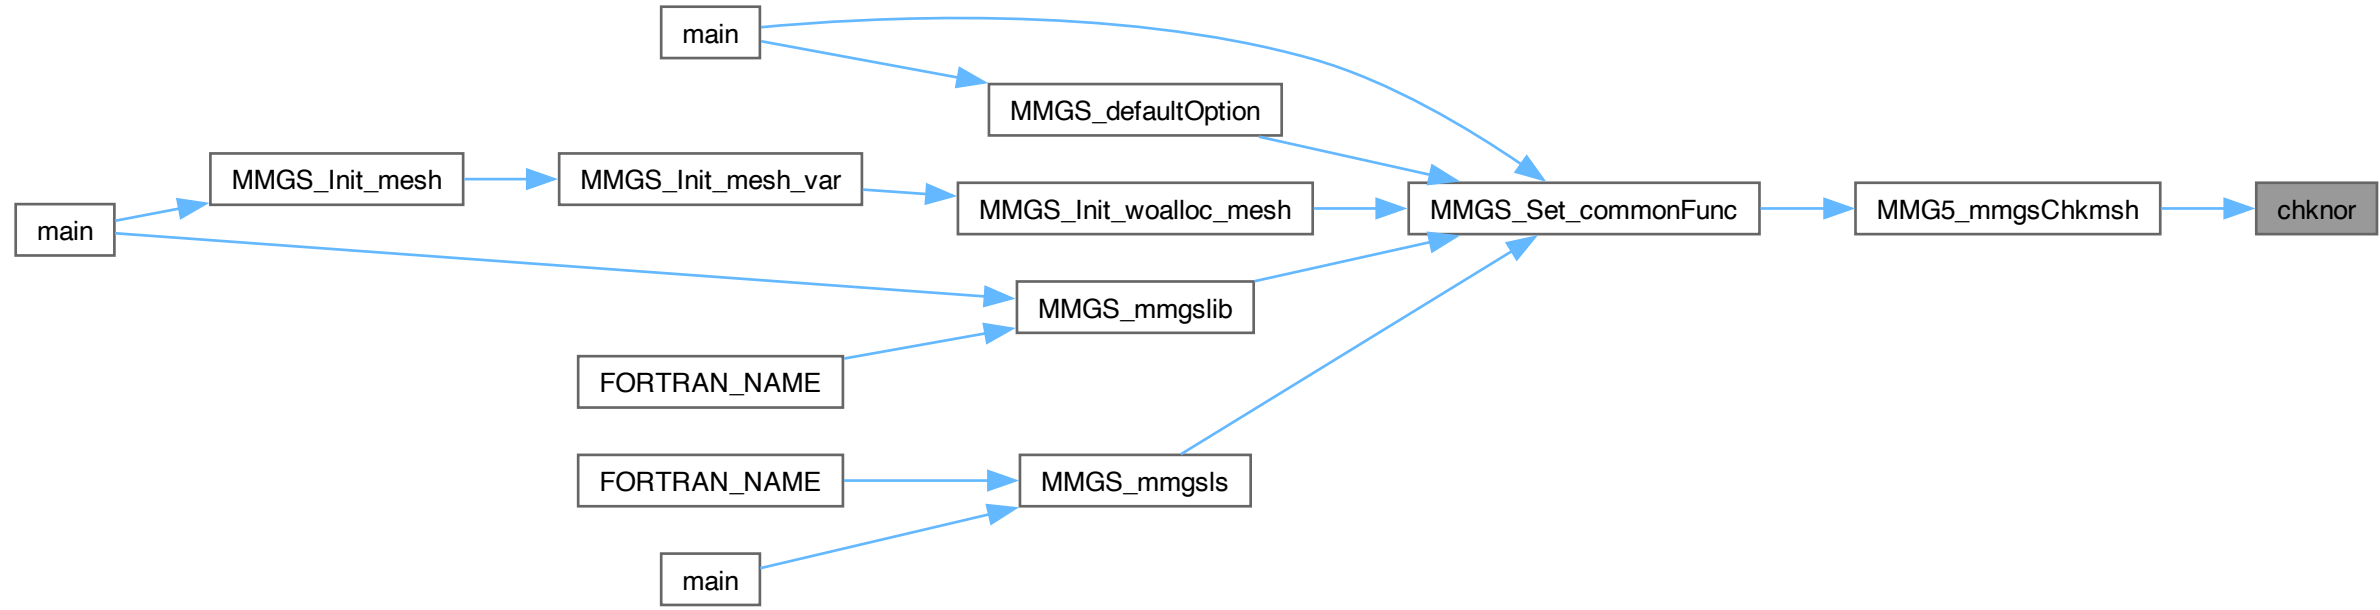 main
MMGS_defaultOption
MMGS_Init_mesh
MMGS_Init_mesh_var
MMGS_Init_woalloc_mesh
MMGS_Set_commonFunc
MMG5_mmgsChkmsh
chknor
main
MMGS_mmgslib
FORTRAN_NAME
FORTRAN_NAME
MMGS_mmgsls
main